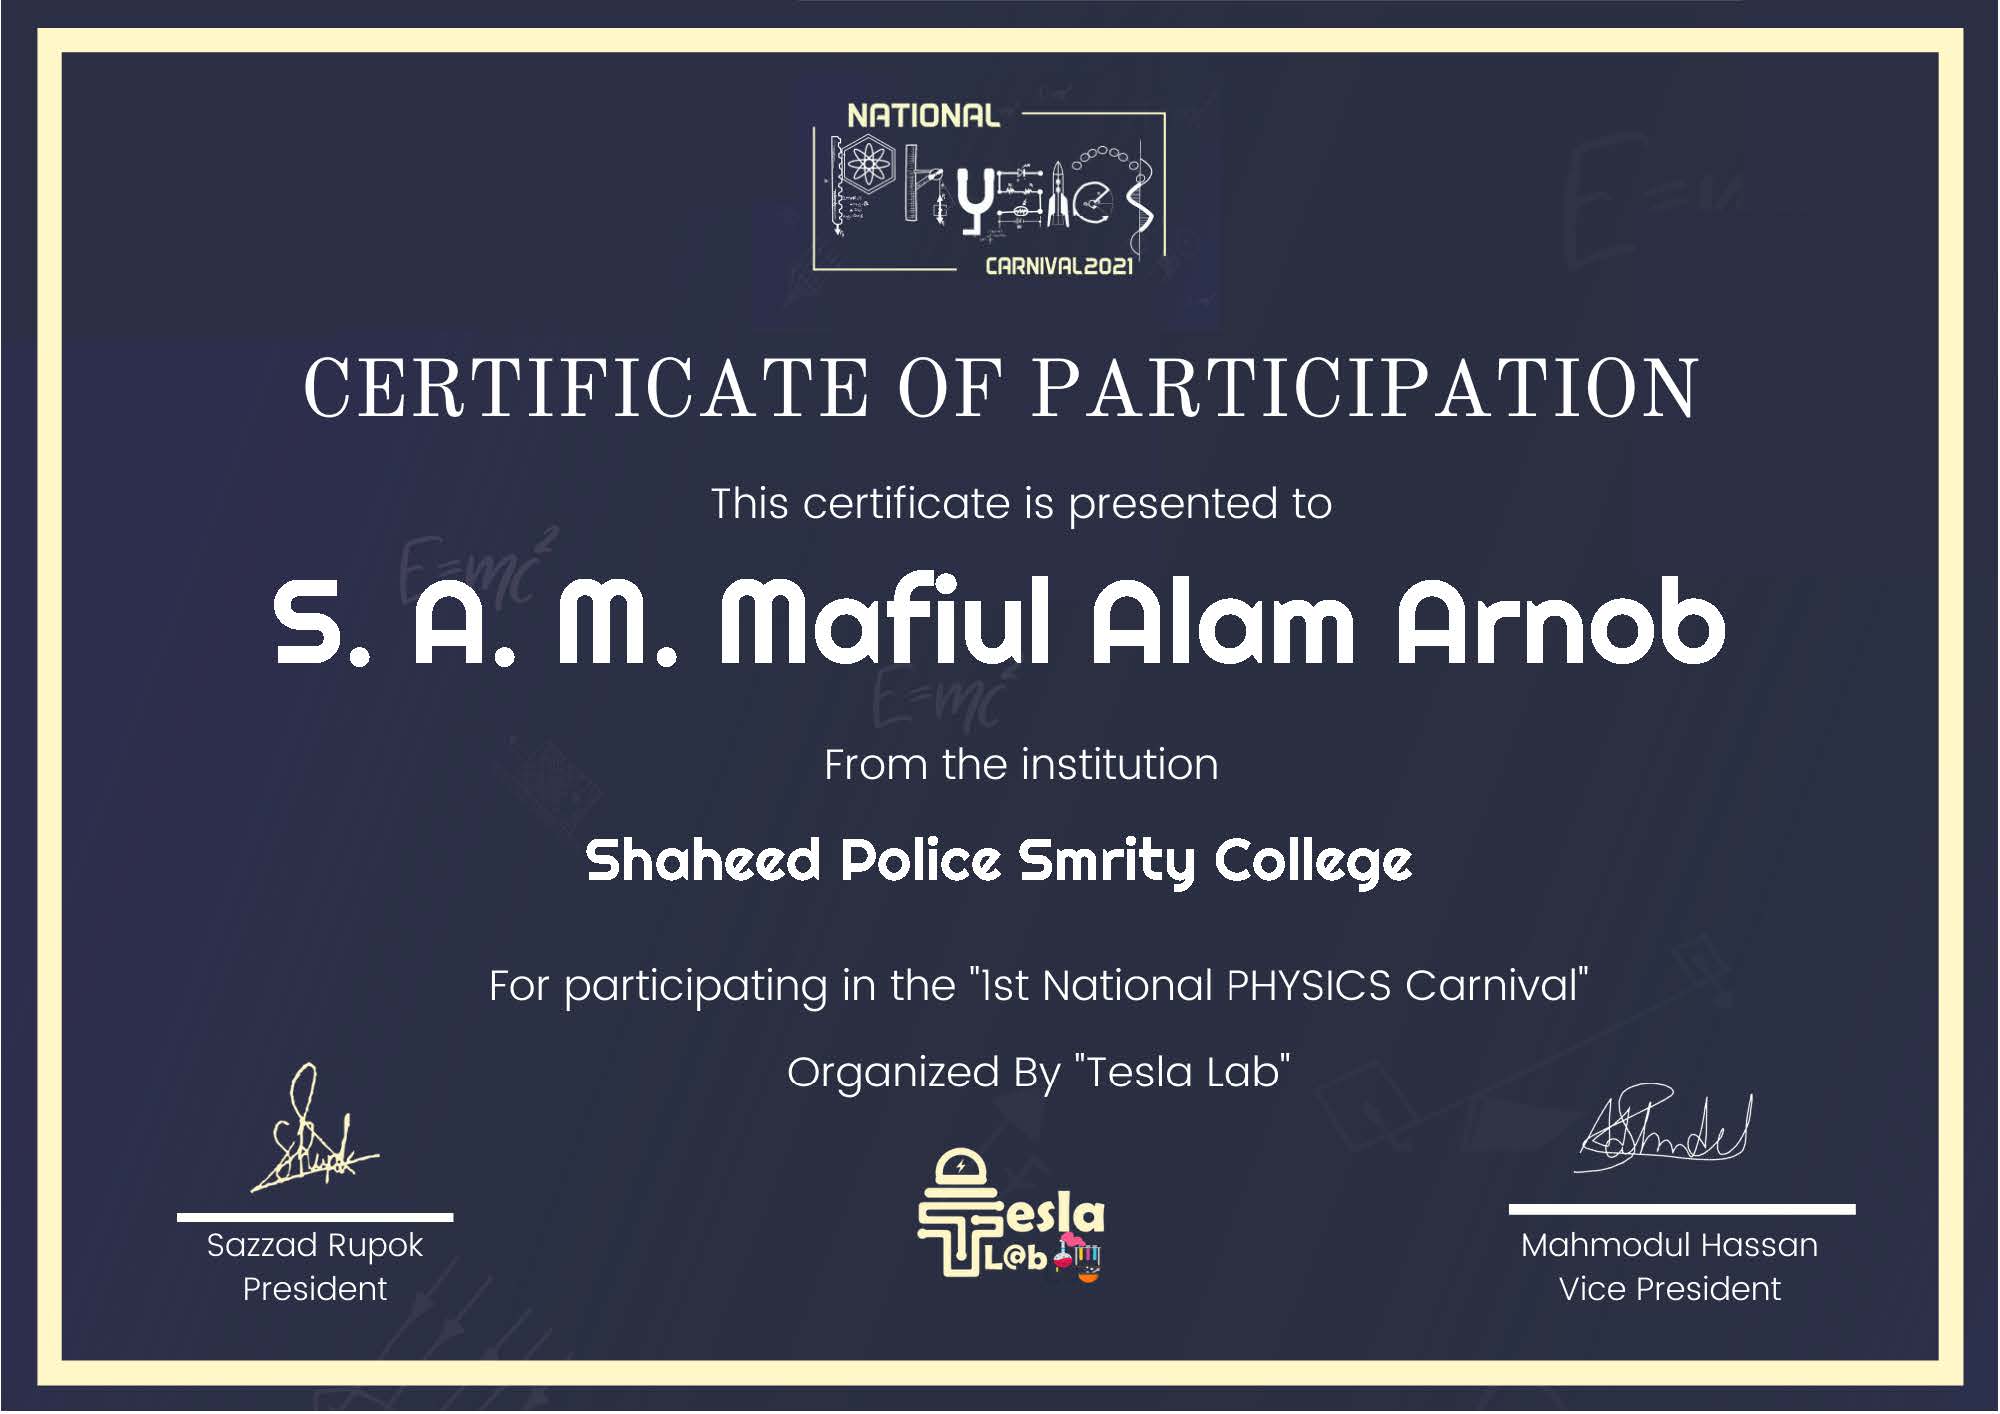 NATIONAL
Physics
CARNIVAL2021
CERTIFICATE OF PARTICIPATION
This certificate is presented to
E=mc²
S. A. M. Mafiul Alam Arnob
E=mc²
From the institution
Shaheed Police Smrity College
For participating in the "1st National PHYSICS Carnival"
Organized By "Tesla Lab"
Tesla
L@b
Sazzad Rupok
President
Mahmodul Hassan
Vice President